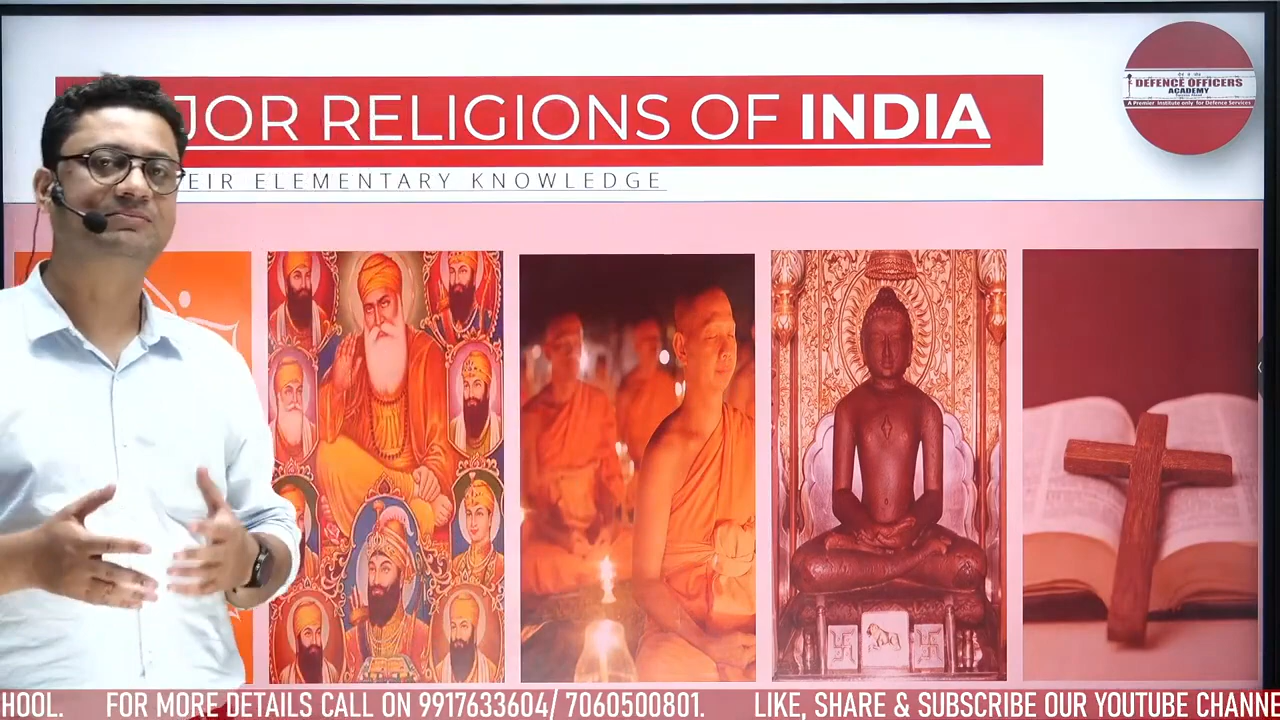 JOR RELIGIONS OF INDIA
EIR ELEMENTARY KNOWLEDGE
DEFENCE OFFICERS
ACADEMY
A Premier Institute only for Defence Services
HOOL. FOR MORE DETAILS CALL ON 9917633604/ 7060500801. LIKE, SHARE & SUBSCRIBE OUR YOUTUBE CHANNE